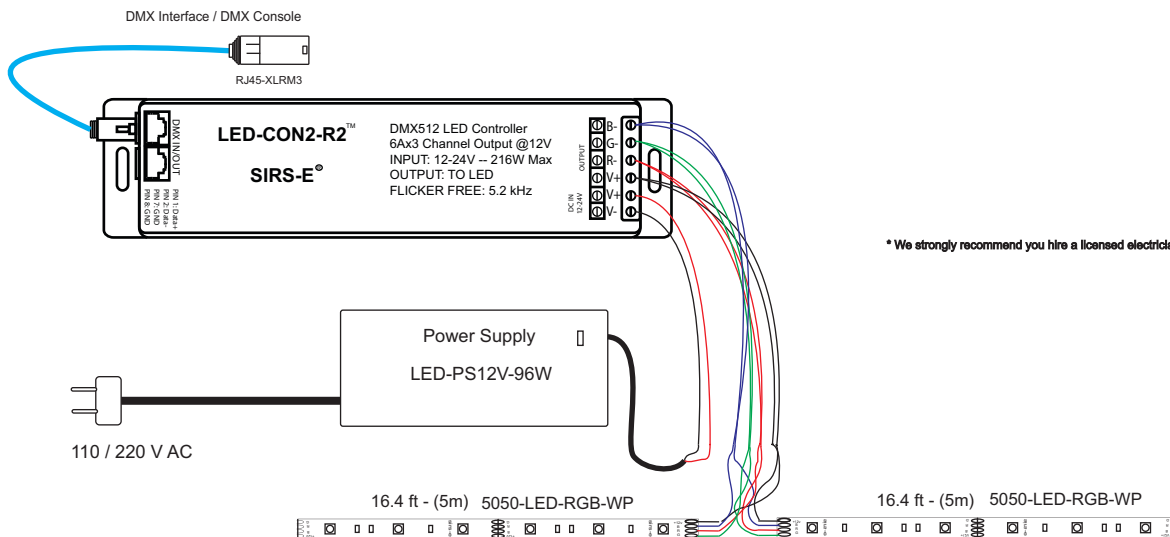 DMX Interface / DMX Console
RJ45-XLRM3
DMX IN/OUT
PIN 1: Data+
PIN 2: Data-
PIN 7: GND
PIN 8: GND
LED-CON2-R2™
SIRS-E®
DMX512 LED Controller
6Ax3 Channel Output @12V
INPUT: 12-24V -- 216W Max
OUTPUT: TO LED
FLICKER FREE: 5.2 kHz
OUTPUT
DC IN
12-24V
B-
G-
R-
V+
V+
V-
* We strongly recommend you hire a licensed electricia
Power Supply
LED-PS12V-96W
110 / 220 V AC
16.4 ft - (5m) 5050-LED-RGB-WP
16.4 ft - (5m) 5050-LED-RGB-WP